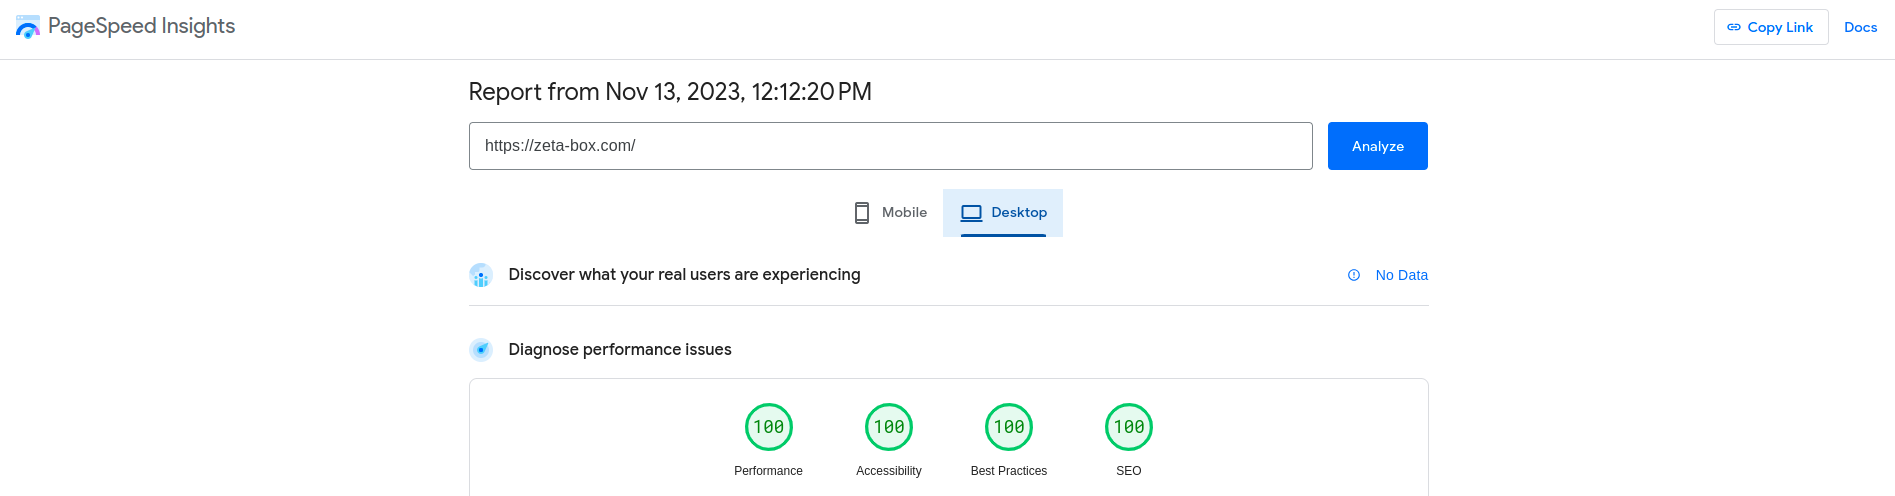 PageSpeed Insights
Copy Link
Docs
Report from Nov 13, 2023, 12:12:20 PM
https://zeta-box.com/
Analyze
Mobile
Desktop
Discover what your real users are experiencing
No Data
Diagnose performance issues
100 100 100 100
Performance Accessibility Best Practices SEO